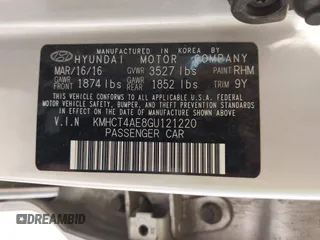 MANUFACTURED IN KOREA BY
HYUNDAI MOTOR COMPANY
MAR/16/16 GVWR 3527 lbs PAINT RHM
GAWR FRONT 1874 lbs GAWR REAR 1852 lbs TRIM 9Y
THIS VEHICLE CONFORMS TO ALL APPLICABLE FEDERAL
MOTOR VEHICLE SAFETY, BUMPER, AND THEFT PREVENTION
STANDARDS IN EFFECT ON THE DATE OF MANUFACTURE
SHOWN ABOVE.
V.I.N KMHCT4AE8GU121220
PASSENGER CAR
DREAMBID